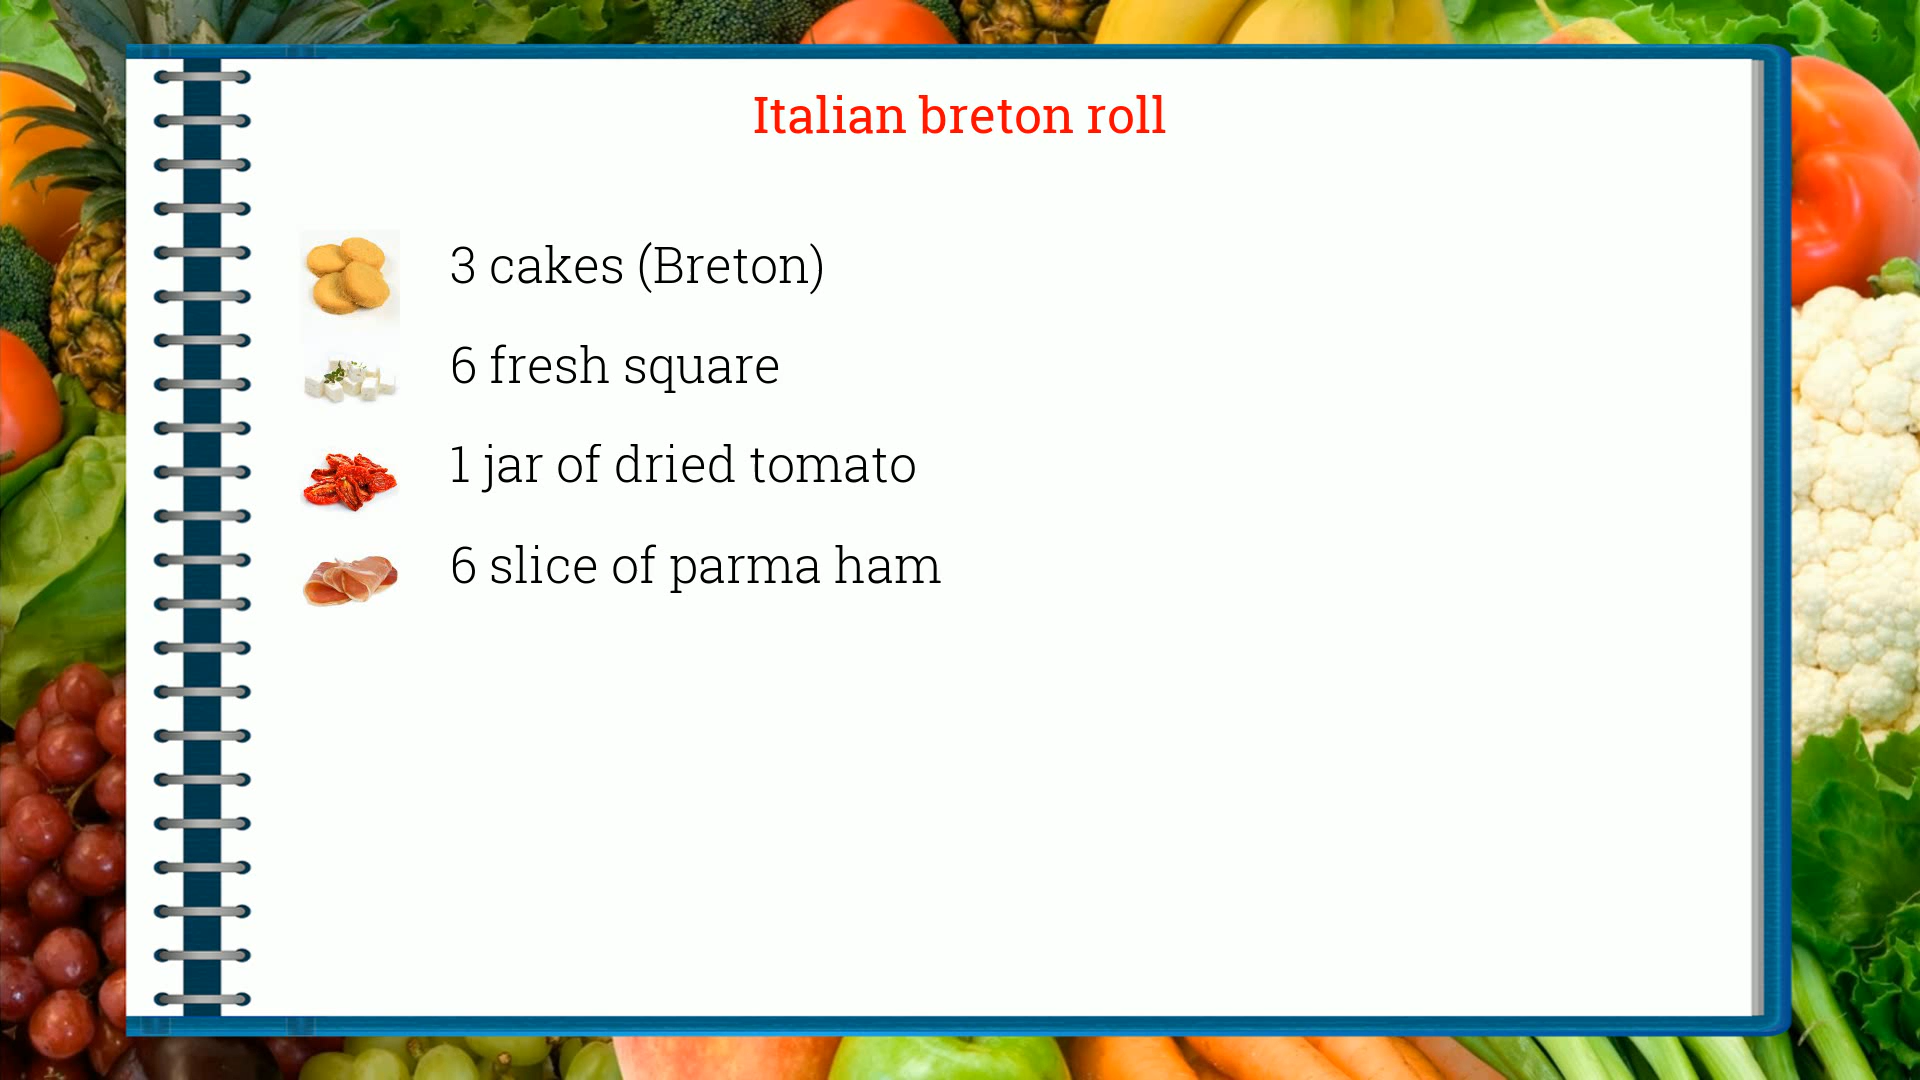 Italian breton roll
3 cakes (Breton)
6 fresh square
1 jar of dried tomato
6 slice of parma ham